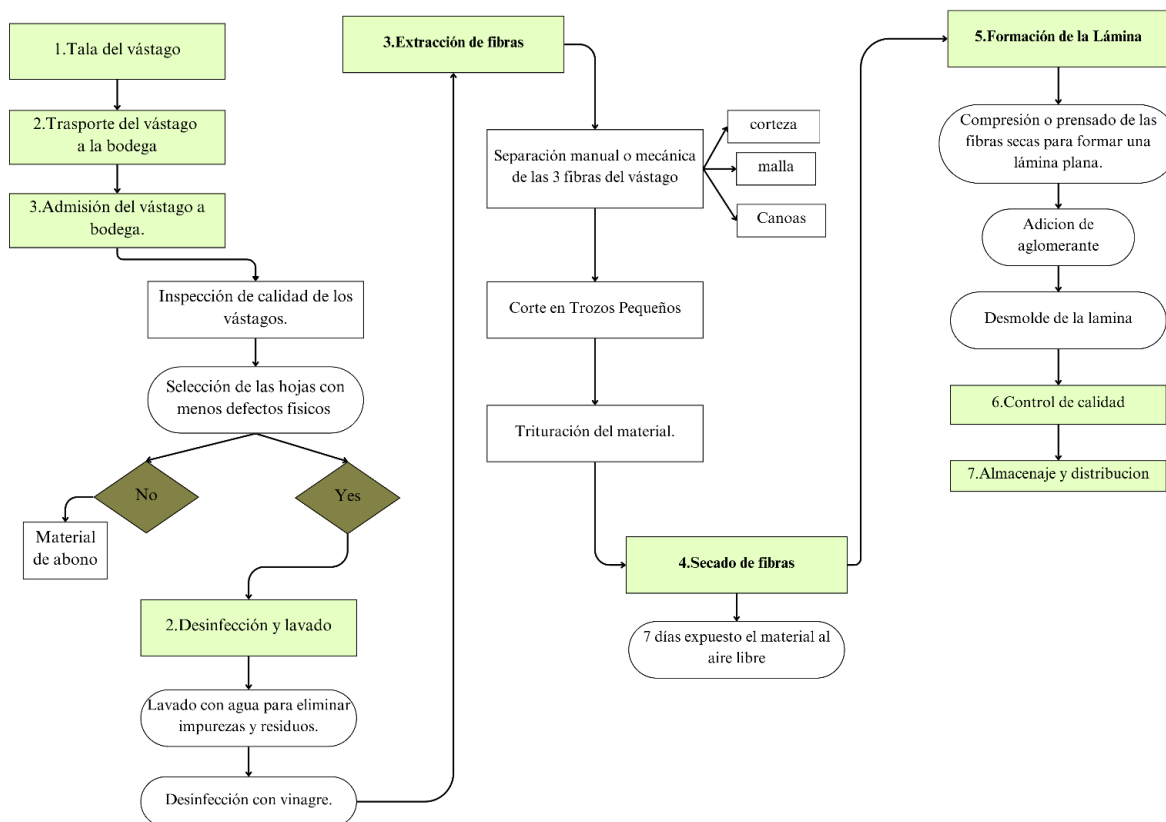 1.Tala del vástago
2.Trasporte del vástago
a la bodega
3.Admisión del vástago a
bodega.
Inspección de calidad de los
vástagos.
Selección de las hojas con
menos defectos fisicos
No
Yes
Material
de abono
2.Desinfección y lavado
Lavado con agua para eliminar
impurezas y residuos.
Desinfección con vinagre.
3.Extracción de fibras
Separación manual o mecánica
de las 3 fibras del vástago
corteza
malla
Canoas
Corte en Trozos Pequeños
Trituración del material.
4.Secado de fibras
7 días expuesto el material al
aire libre
5.Formación de la Lámina
Compresión o prensado de las
fibras secas para formar una
lámina plana.
Adicion de
aglomerante
Desmolde de la lamina
6.Control de calidad
7.Almacenaje y distribucion